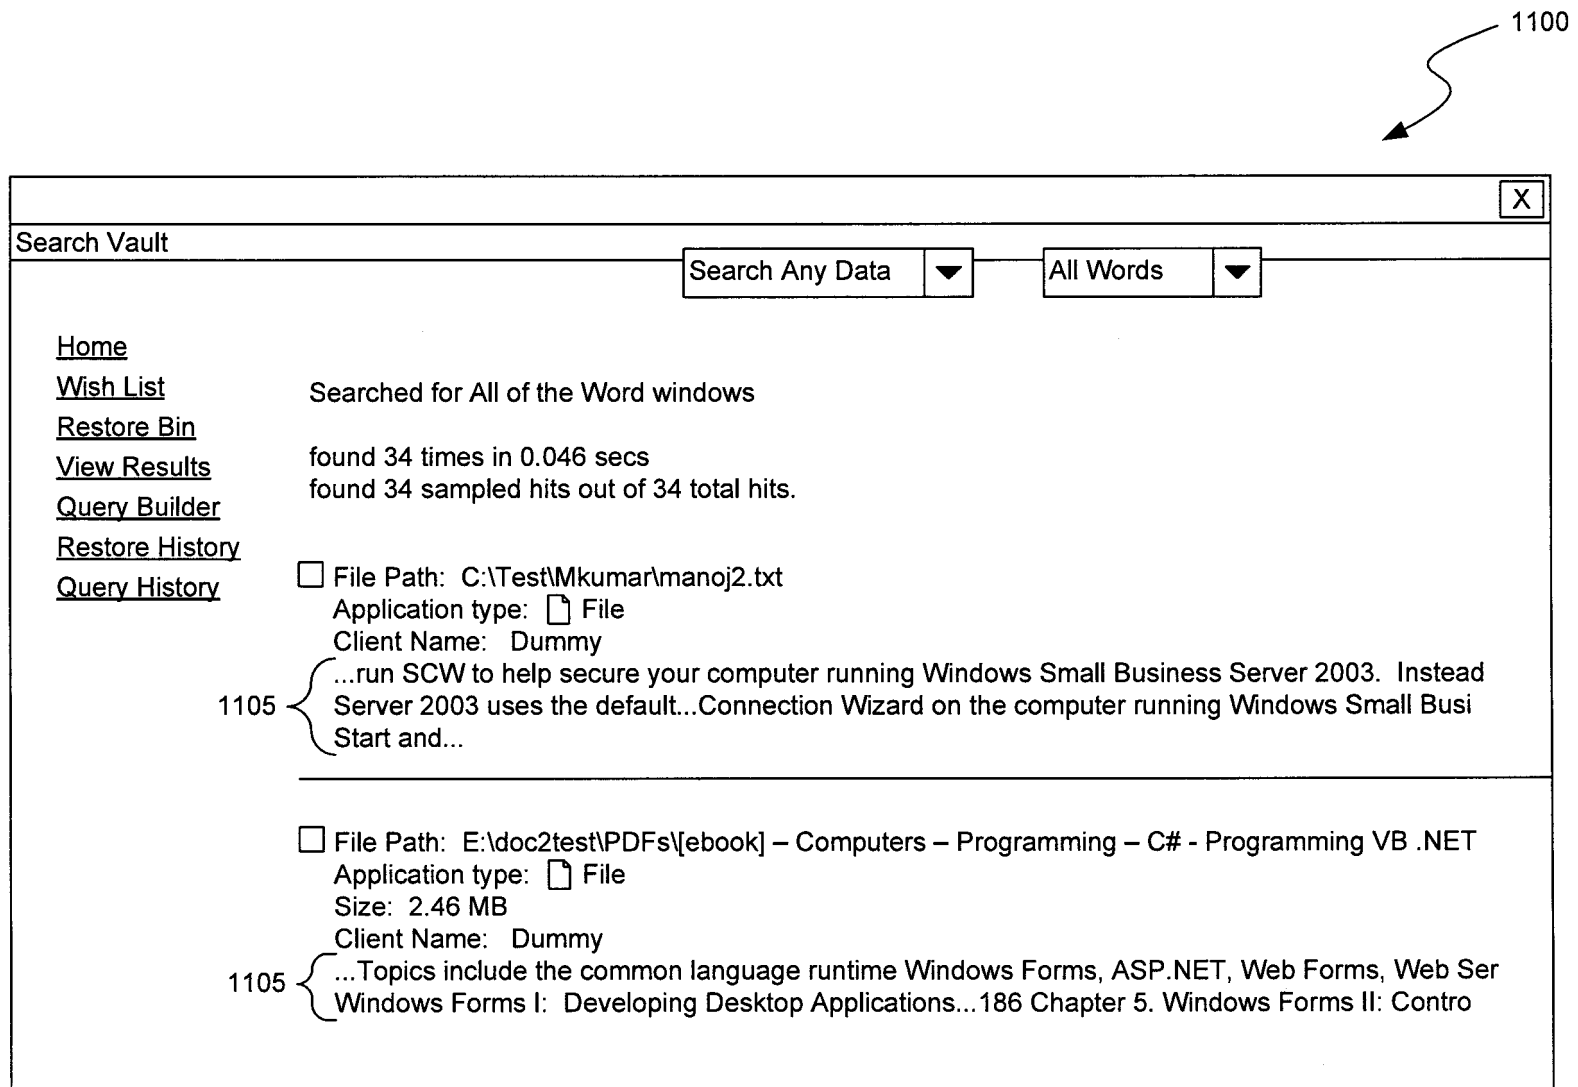 1100
X
Search Vault
Search Any Data
All Words
Home
Wish List
Restore Bin
View Results
Query Builder
Restore History
Query History
Searched for All of the Word windows
found 34 times in 0.046 secs
found 34 sampled hits out of 34 total hits.
File Path: C:\Test\Mkumar\manoj2.txt
Application type: File
Client Name: Dummy
...run SCW to help secure your computer running Windows Small Business Server 2003. Instead
1105 Server 2003 uses the default...Connection Wizard on the computer running Windows Small Busi
Start and...
File Path: E:\doc2test\PDFs\[ebook] – Computers – Programming – C# - Programming VB .NET
Application type: File
Size: 2.46 MB
Client Name: Dummy
1105 ...Topics include the common language runtime Windows Forms, ASP.NET, Web Forms, Web Ser
Windows Forms I: Developing Desktop Applications...186 Chapter 5. Windows Forms II: Contro